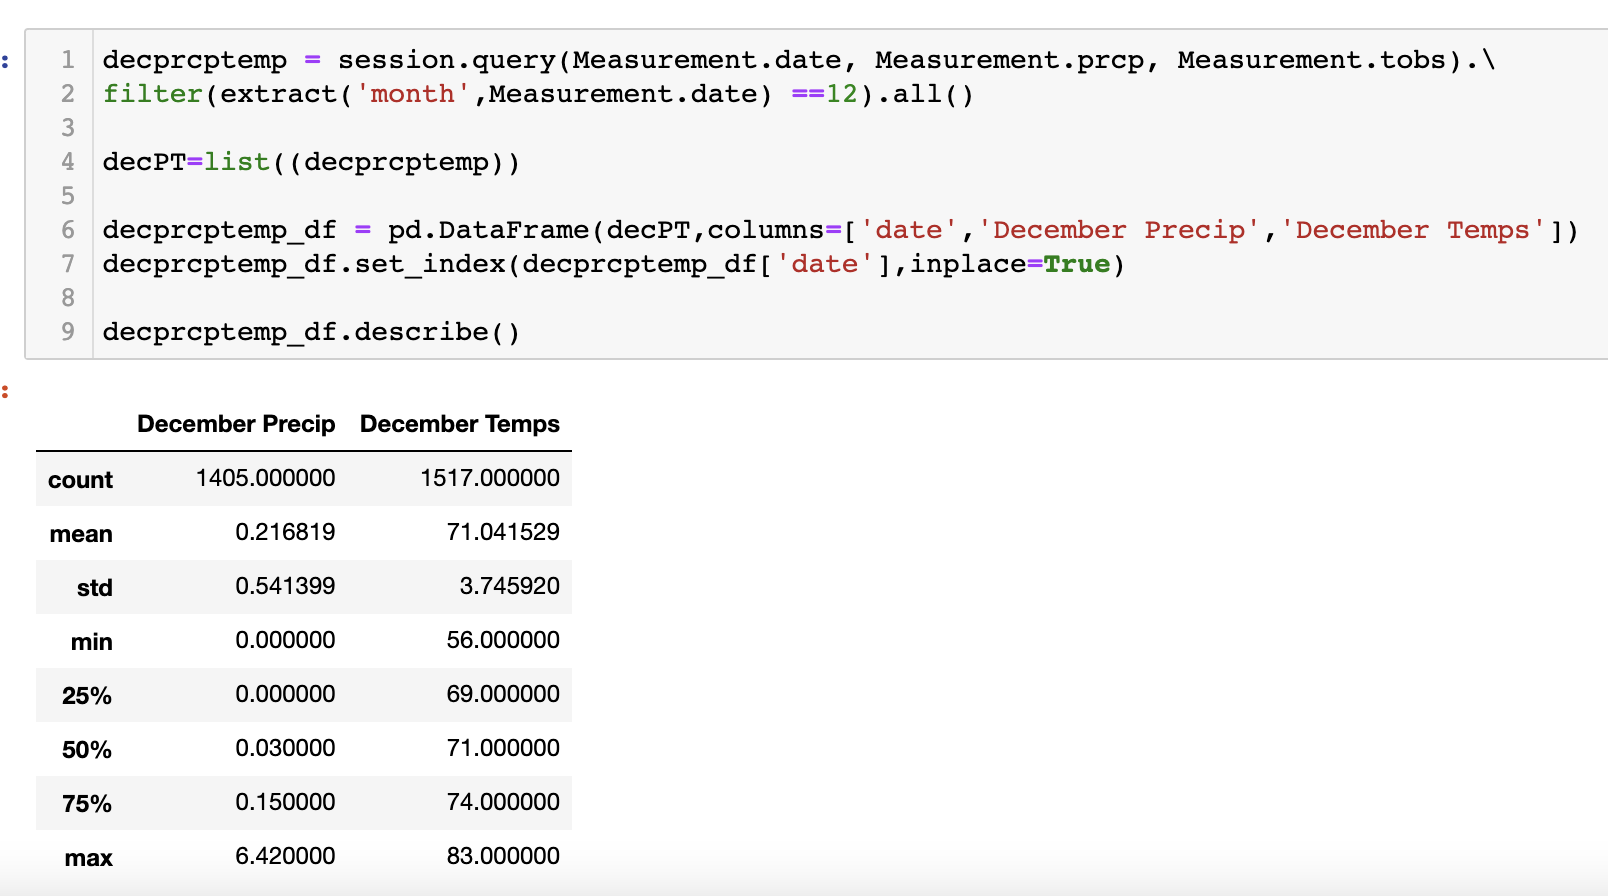 1 decprcptemp = session.query(Measurement.date, Measurement.prcp, Measurement.tobs).\
2 filter(extract('month',Measurement.date) ==12).all()
3
4 decPT=list((decprcptemp))
5
6 decprcptemp_df = pd.DataFrame(decPT,columns=['date','December Precip','December Temps'])
7 decprcptemp_df.set_index(decprcptemp_df['date'],inplace=True)
8
9 decprcptemp_df.describe()
December Precip December Temps
count 1405.000000 1517.000000
mean 0.216819 71.041529
std 0.541399 3.745920
min 0.000000 56.000000
25% 0.000000 69.000000
50% 0.030000 71.000000
75% 0.150000 74.000000
max 6.420000 83.000000